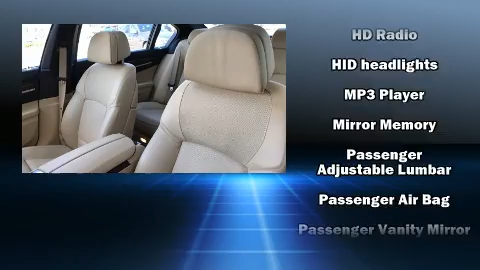 HD Radio
HID headlights
MP3 Player
Mirror Memory
Passenger
Adjustable Lumbar
Passenger Air Bag
Passenger Vanity Mirror